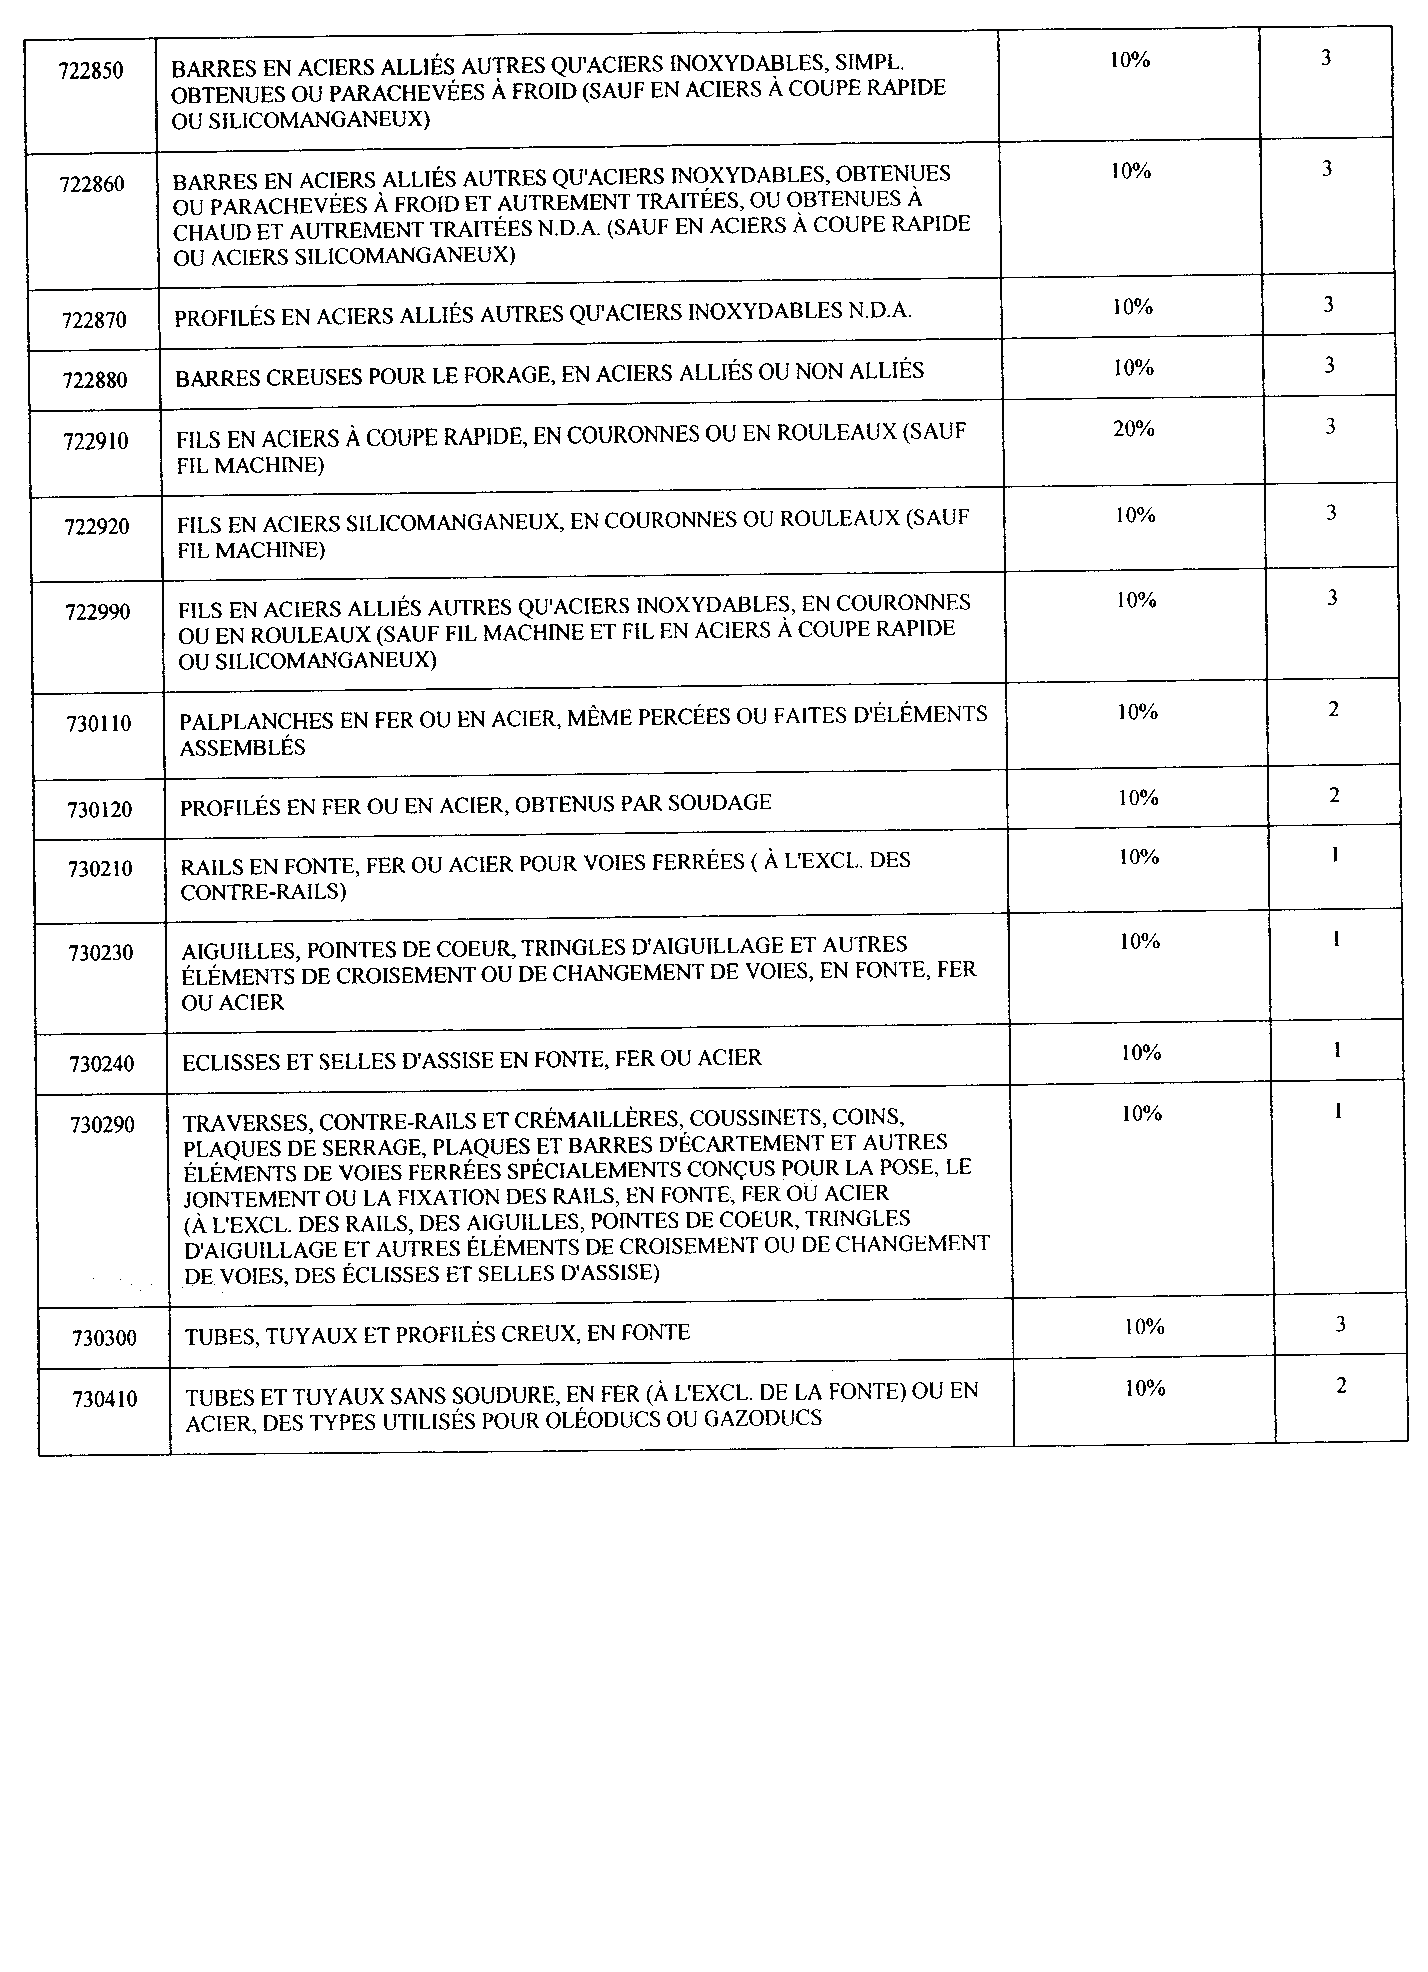 722850 BARRES EN ACIERS ALLIÉS AUTRES QU'ACIERS INOXYDABLES, SIMPL. 10% 3
OBTENUES OU PARACHEVÉES À FROID (SAUF EN ACIERS À COUPE RAPIDE
OU SILICOMANGANEUX)
722860 BARRES EN ACIERS ALLIÉS AUTRES QU'ACIERS INOXYDABLES, OBTENUES 10% 3
OU PARACHEVÉES À FROID ET AUTREMENT TRAITÉES, OU OBTENUES À
CHAUD ET AUTREMENT TRAITÉES N.D.A. (SAUF EN ACIERS À COUPE RAPIDE
OU ACIERS SILICOMANGANEUX)
722870 PROFILÉS EN ACIERS ALLIÉS AUTRES QU'ACIERS INOXYDABLES N.D.A. 10% 3
722880 BARRES CREUSES POUR LE FORAGE, EN ACIERS ALLIÉS OU NON ALLIÉS 10% 3
722910 FILS EN ACIERS À COUPE RAPIDE, EN COURONNES OU EN ROULEAUX (SAUF 20% 3
FIL MACHINE)
722920 FILS EN ACIERS SILICOMANGANEUX, EN COURONNES OU ROULEAUX (SAUF 10% 3
FIL MACHINE)
722990 FILS EN ACIERS ALLIÉS AUTRES QU'ACIERS INOXYDABLES, EN COURONNES 10% 3
OU EN ROULEAUX (SAUF FIL MACHINE ET FIL EN ACIERS À COUPE RAPIDE
OU SILICOMANGANEUX)
730110 PALPLANCHES EN FER OU EN ACIER, MÊME PERCÉES OU FAITES D'ÉLÉMENTS 10% 2
ASSEMBLÉS
730120 PROFILÉS EN FER OU EN ACIER, OBTENUS PAR SOUDAGE 10% 2
730210 RAILS EN FONTE, FER OU ACIER POUR VOIES FERRÉES ( À L'EXCL. DES 10% 1
CONTRE-RAILS)
730230 AIGUILLES, POINTES DE COEUR, TRINGLES D'AIGUILLAGE ET AUTRES 10% 1
ÉLÉMENTS DE CROISEMENT OU DE CHANGEMENT DE VOIES, EN FONTE, FER
OU ACIER
730240 ECLISSES ET SELLES D'ASSISE EN FONTE, FER OU ACIER 10% 1
730290 TRAVERSES, CONTRE-RAILS ET CRÉMAILLÈRES, COUSSINETS, COINS, 10% 1
PLAQUES DE SERRAGE, PLAQUES ET BARRES D'ÉCARTEMENT ET AUTRES
ÉLÉMENTS DE VOIES FERRÉES SPÉCIALEMENTS CONÇUS POUR LA POSE, LE
JOINTEMENT OU LA FIXATION DES RAILS, EN FONTE, FER OU ACIER
(À L'EXCL. DES RAILS, DES AIGUILLES, POINTES DE COEUR, TRINGLES
D'AIGUILLAGE ET AUTRES ÉLÉMENTS DE CROISEMENT OU DE CHANGEMENT
DE VOIES, DES ÉCLISSES ET SELLES D'ASSISE)
730300 TUBES, TUYAUX ET PROFILÉS CREUX, EN FONTE 10% 3
730410 TUBES ET TUYAUX SANS SOUDURE, EN FER (À L'EXCL. DE LA FONTE) OU EN 10% 2
ACIER, DES TYPES UTILISÉS POUR OLÉODUCS OU GAZODUCS